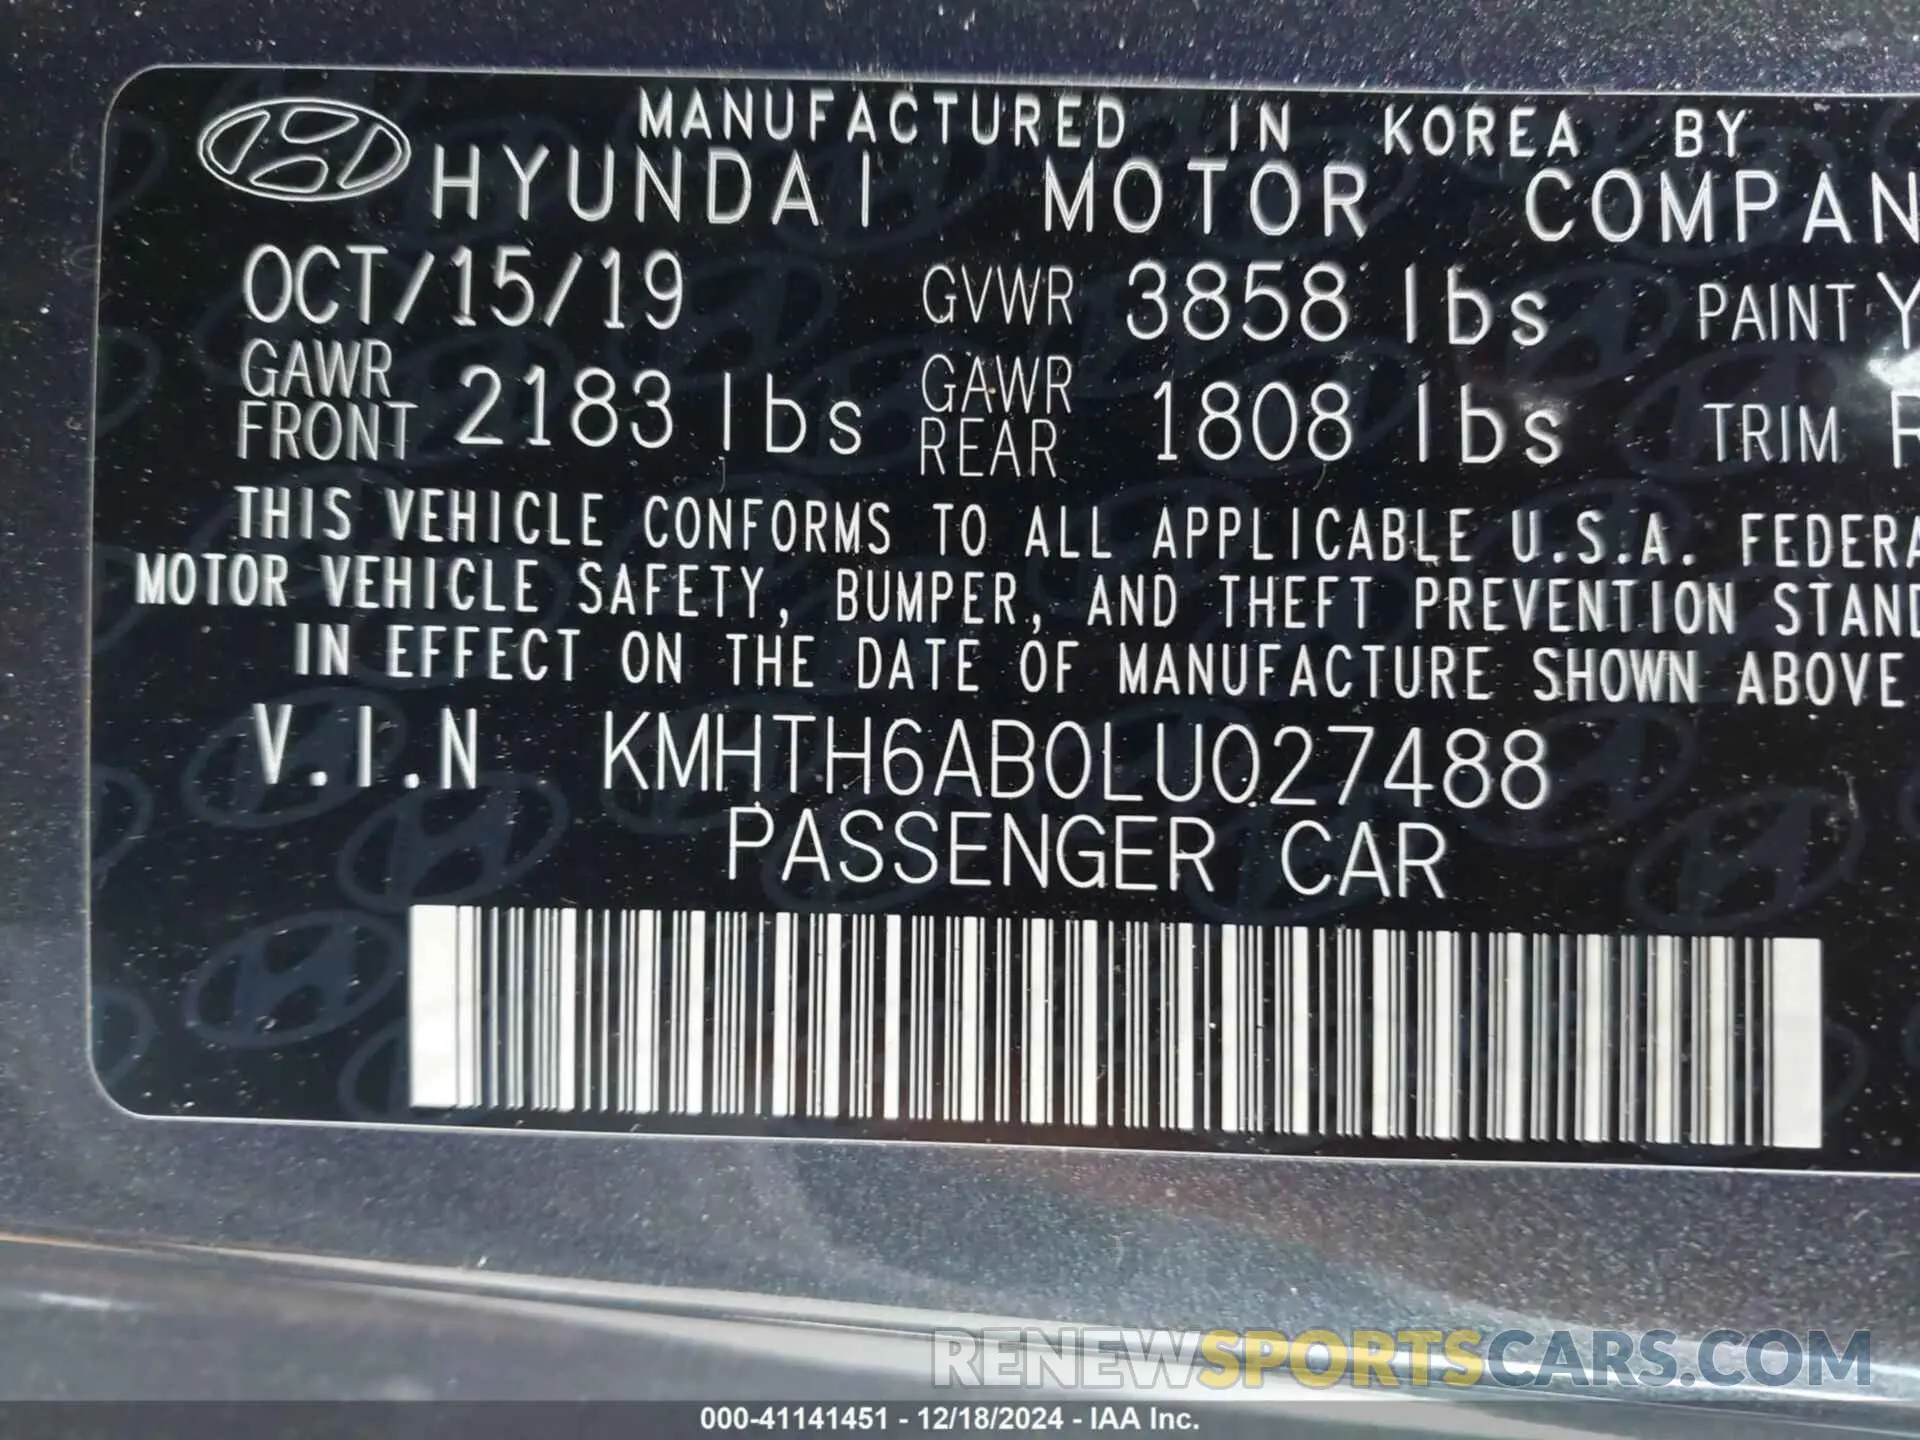 MANUFACTURED IN KOREA BY
HYUNDAI MOTOR COMPAN
OCT/15/19 GVWR 3858 lbs PAINT Y
GAWR FRONT 2183 lbs GAWR REAR 1808 lbs TRIM
THIS VEHICLE CONFORMS TO ALL APPLICABLE U.S.A. FEDERA
MOTOR VEHICLE SAFETY, BUMPER, AND THEFT PREVENTION STAND
IN EFFECT ON THE DATE OF MANUFACTURE SHOWN ABOVE
V.I.N KMHTH6AB0LU027488
PASSENGER CAR
RENEWSPORTSCARS.COM
000-41141451 - 12/18/2024 - IAA Inc.